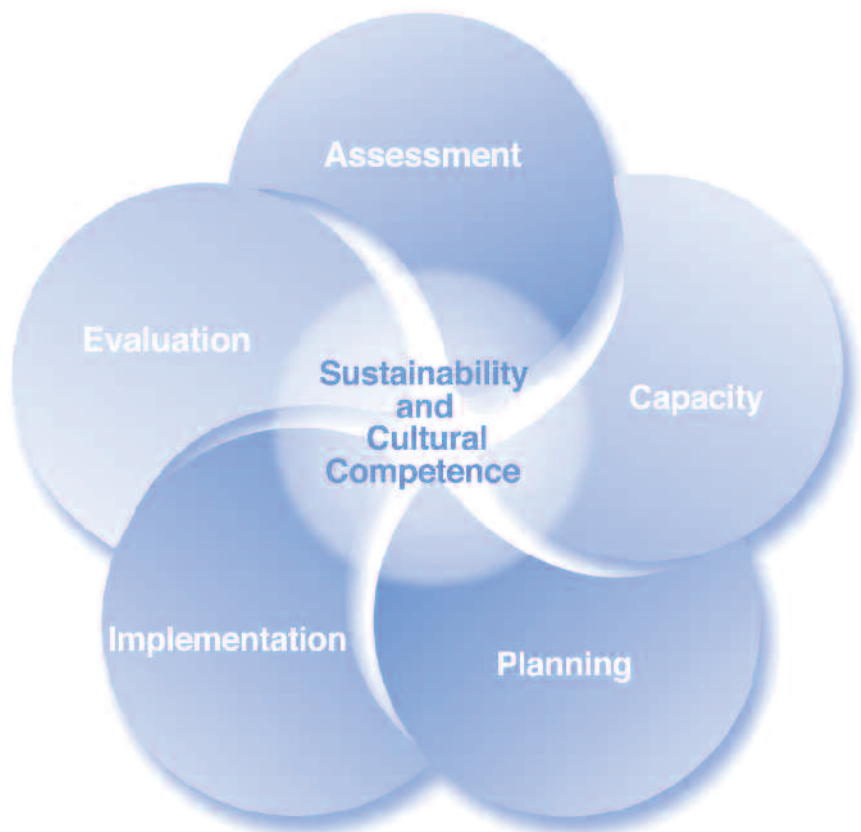 Assessment
Evaluation
Sustainability
and
Cultural
Competence
Capacity
Implementation
Planning